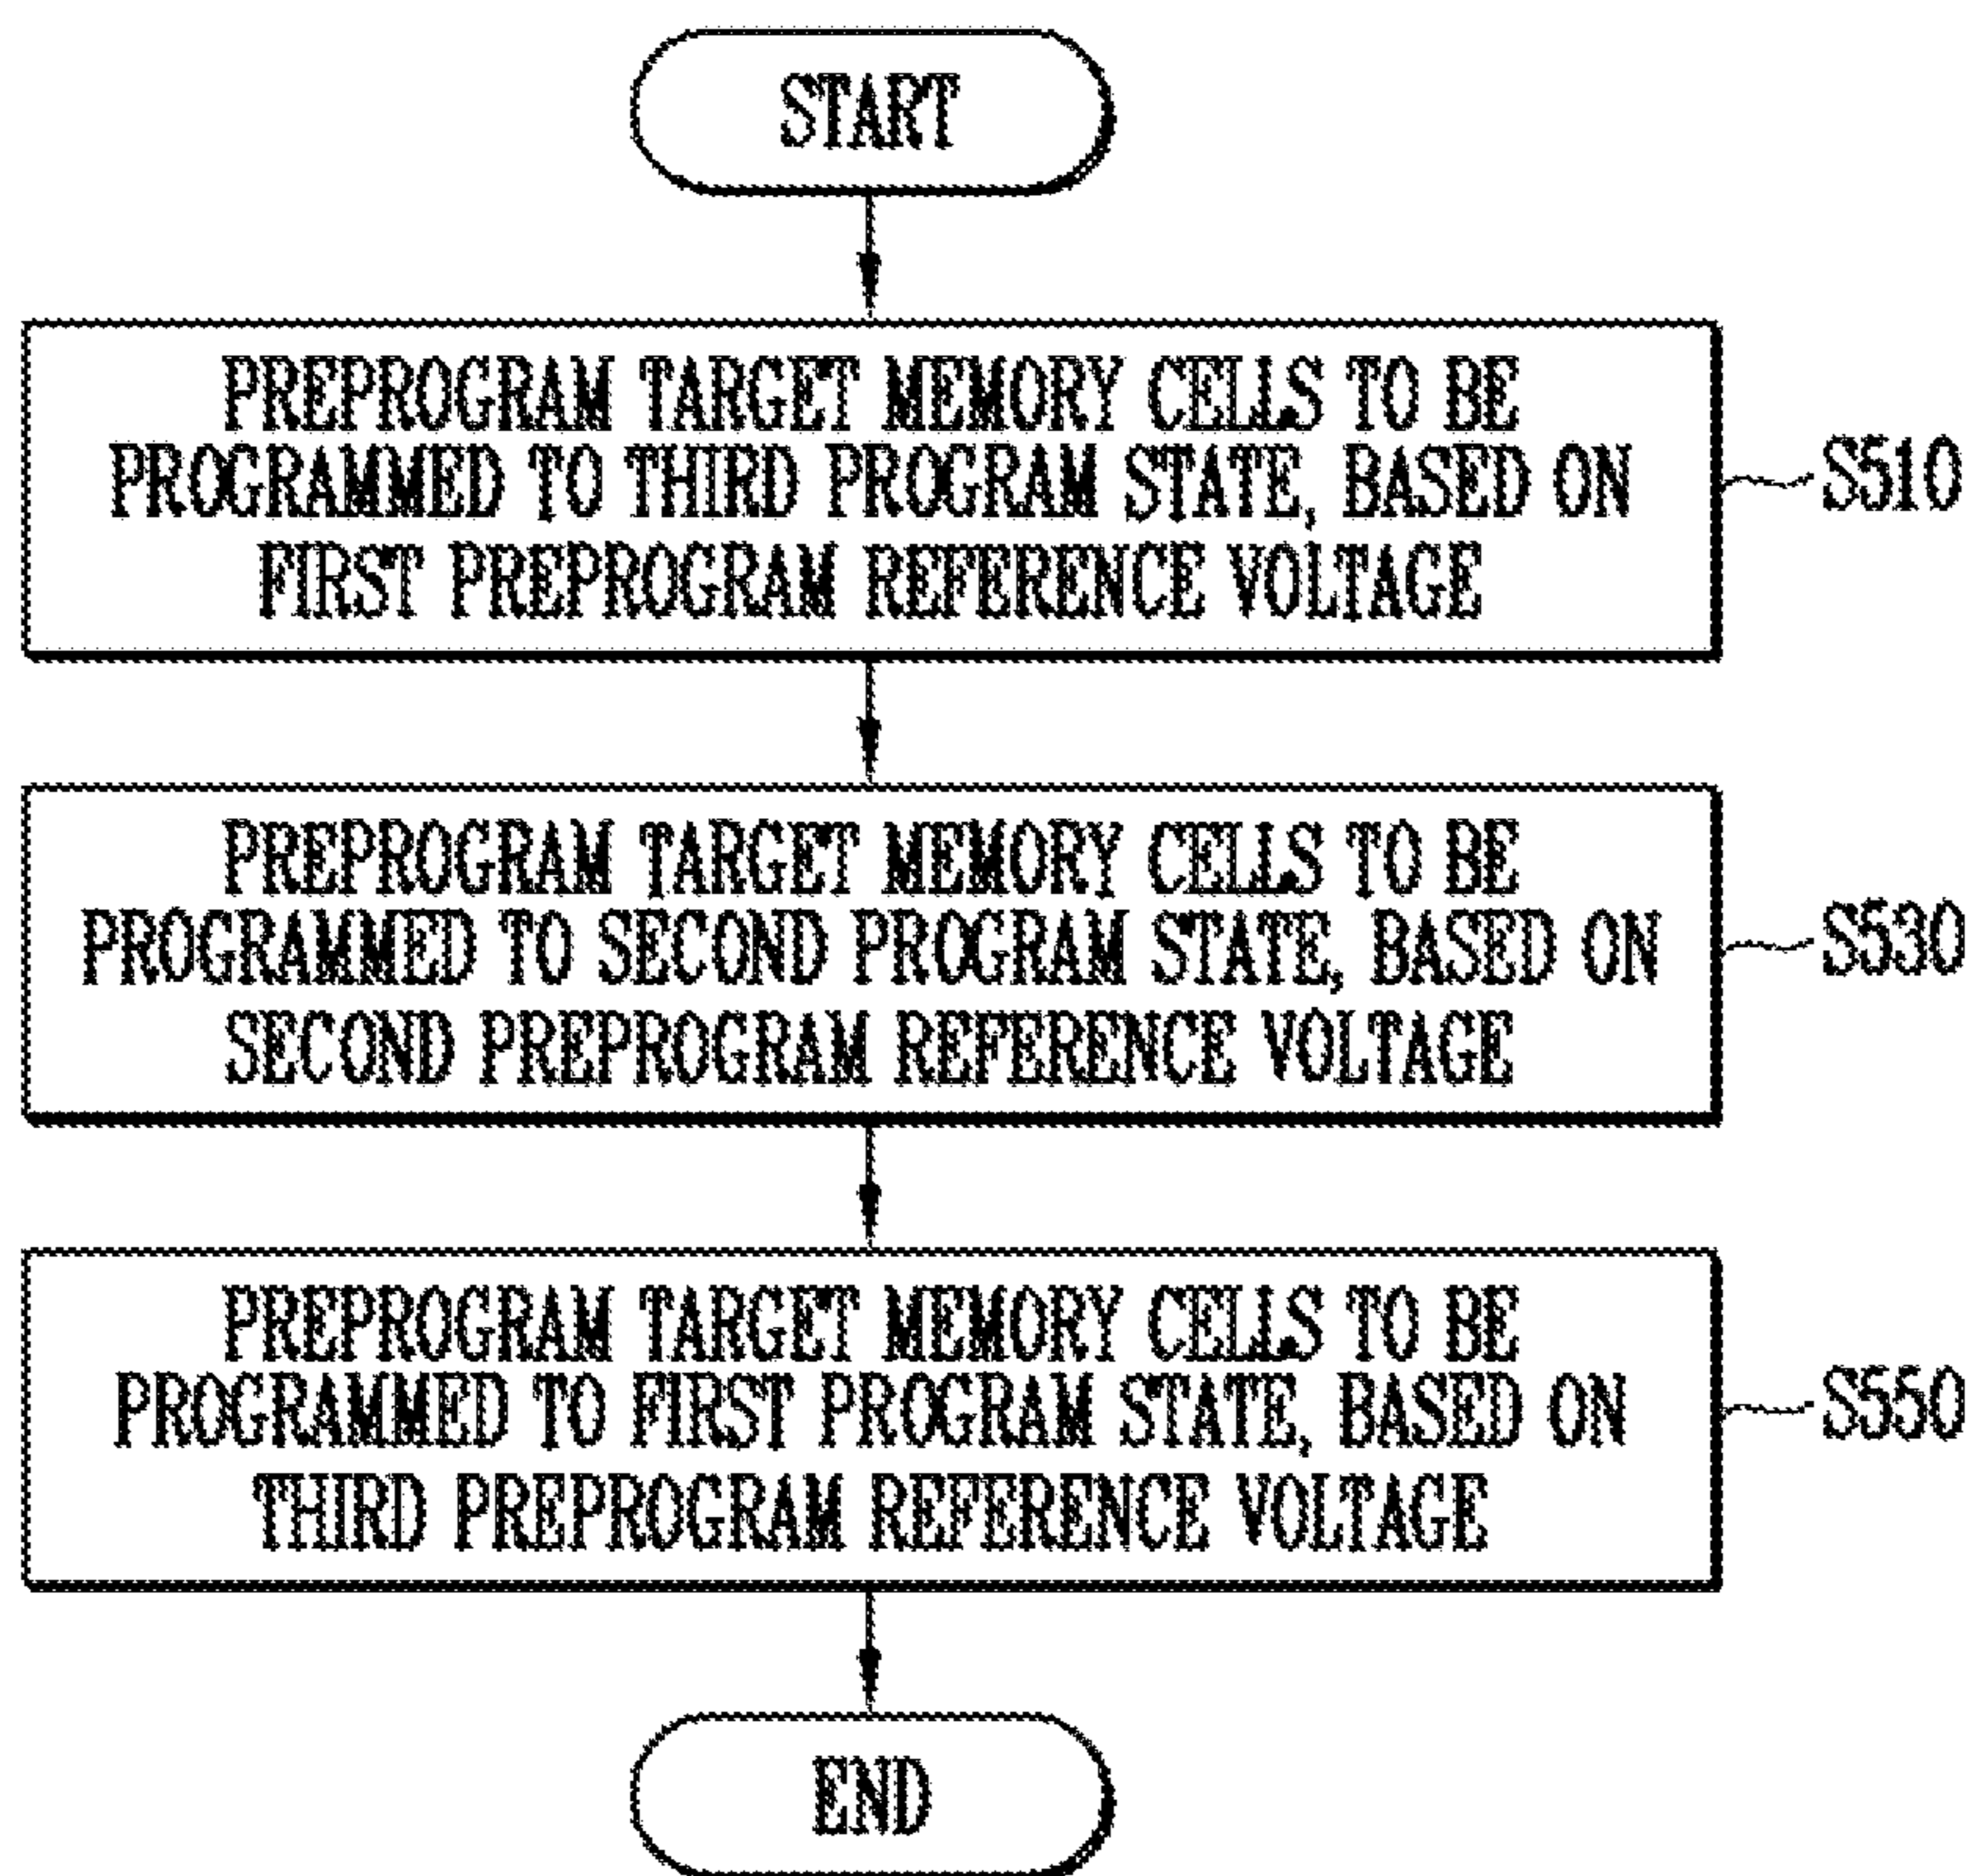 START
PREPROGRAM TARGET MEMORY CELLS TO BE
PROGRAMMED TO THIRD PROGRAM STATE, BASED ON
FIRST PREPROGRAM REFERENCE VOLTAGE
S510
PREPROGRAM TARGET MEMORY CELLS TO BE
PROGRAMMED TO SECOND PROGRAM STATE, BASED ON
SECOND PREPROGRAM REFERENCE VOLTAGE
S530
PREPROGRAM TARGET MEMORY CELLS TO BE
PROGRAMMED TO FIRST PROGRAM STATE, BASED ON
THIRD PREPROGRAM REFERENCE VOLTAGE
S550
END